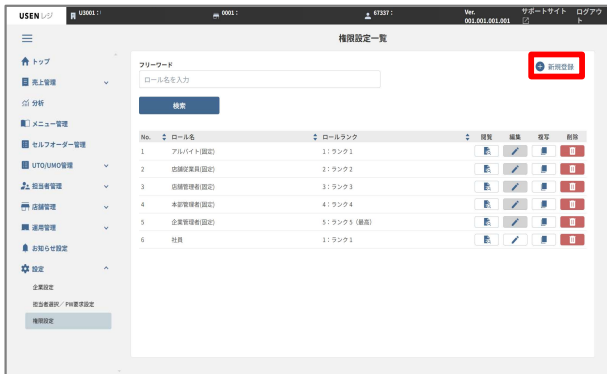 USEN レジ
U3001：
0001：
67337：
Ver.
001.001.001.001
サポートサイト
ログアウト
権限設定一覧
トップ
売上管理
分析
メニュー管理
セルフオーダー管理
UTO/UMO管理
担当者管理
店舗管理
運用管理
お知らせ設定
設定
企業設定
担当者選択／PW要求設定
権限設定
フリーワード
ロール名を入力
検索
新規登録
No. ロール名 ロールランク 閲覧 編集 複写 削除
1 アルバイト(固定) 1：ランク1
2 店舗従業員(固定) 2：ランク2
3 店舗管理者(固定) 3：ランク3
4 本部管理者(固定) 4：ランク4
5 企業管理者(固定) 5：ランク5（最高）
6 社員 1：ランク1